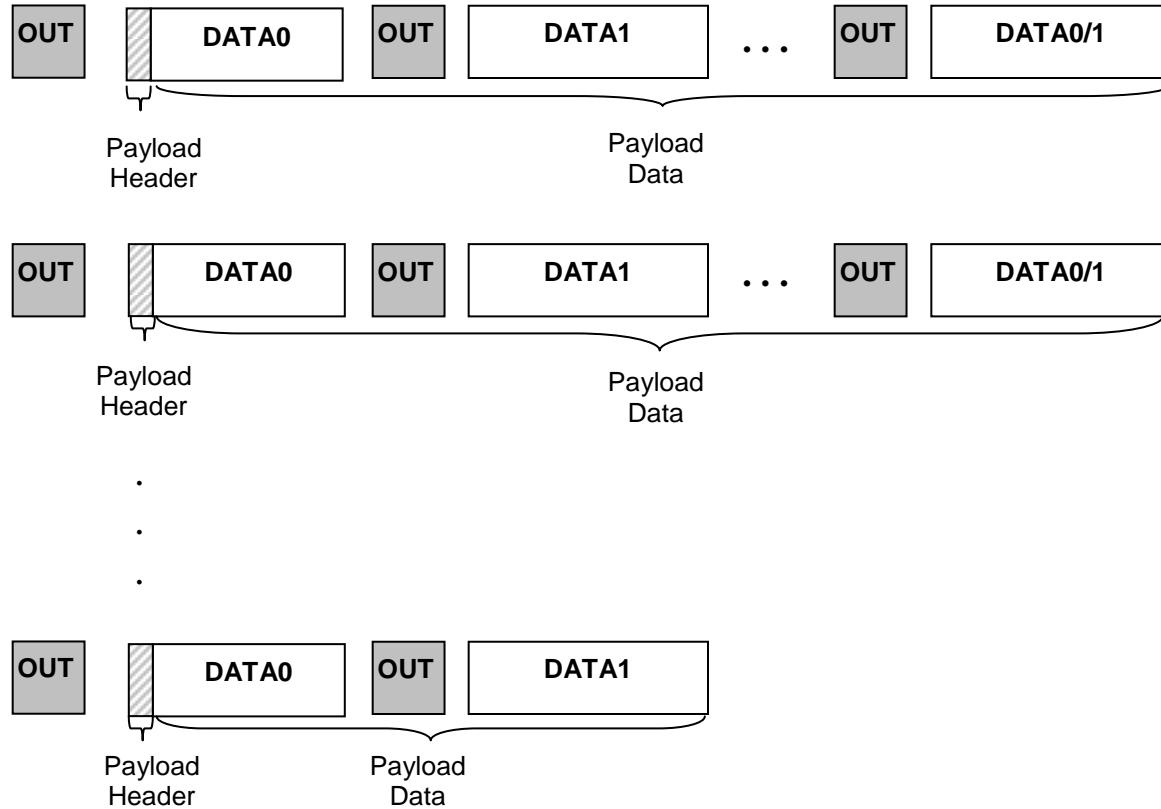 OUT DATA0 OUT DATA1 ... OUT DATA0/1
Payload
Header
Payload
Data
OUT DATA0 OUT DATA1 ... OUT DATA0/1
Payload
Header
Payload
Data
.
.
.
OUT DATA0 OUT DATA1
Payload
Header
Payload
Data